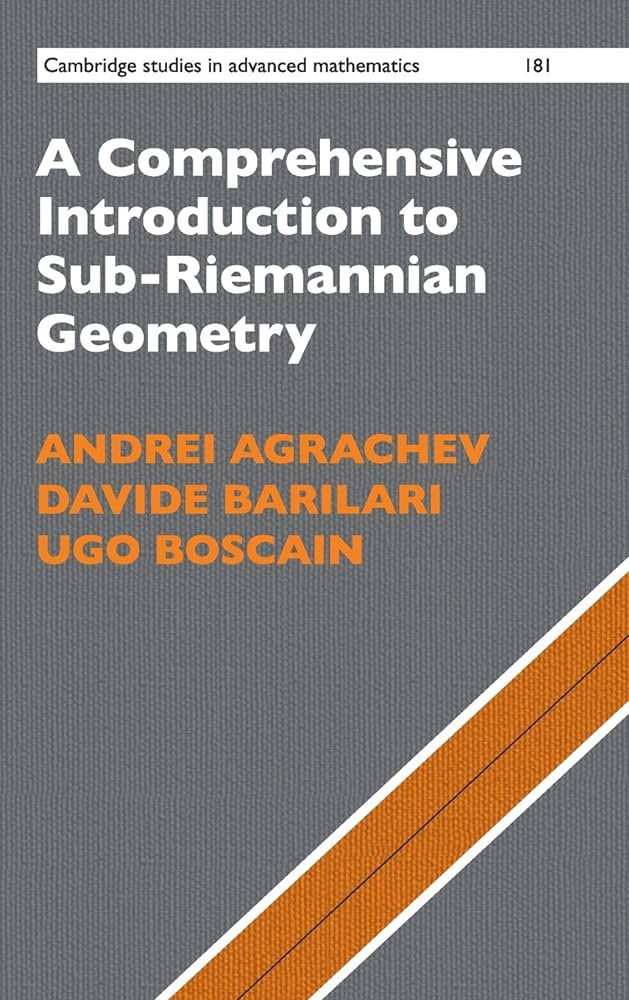 Cambridge studies in advanced mathematics 181
A Comprehensive
Introduction to
Sub-Riemannian
Geometry
ANDREI AGRACHEV
DAVIDE BARILARI
UGO BOSCAIN